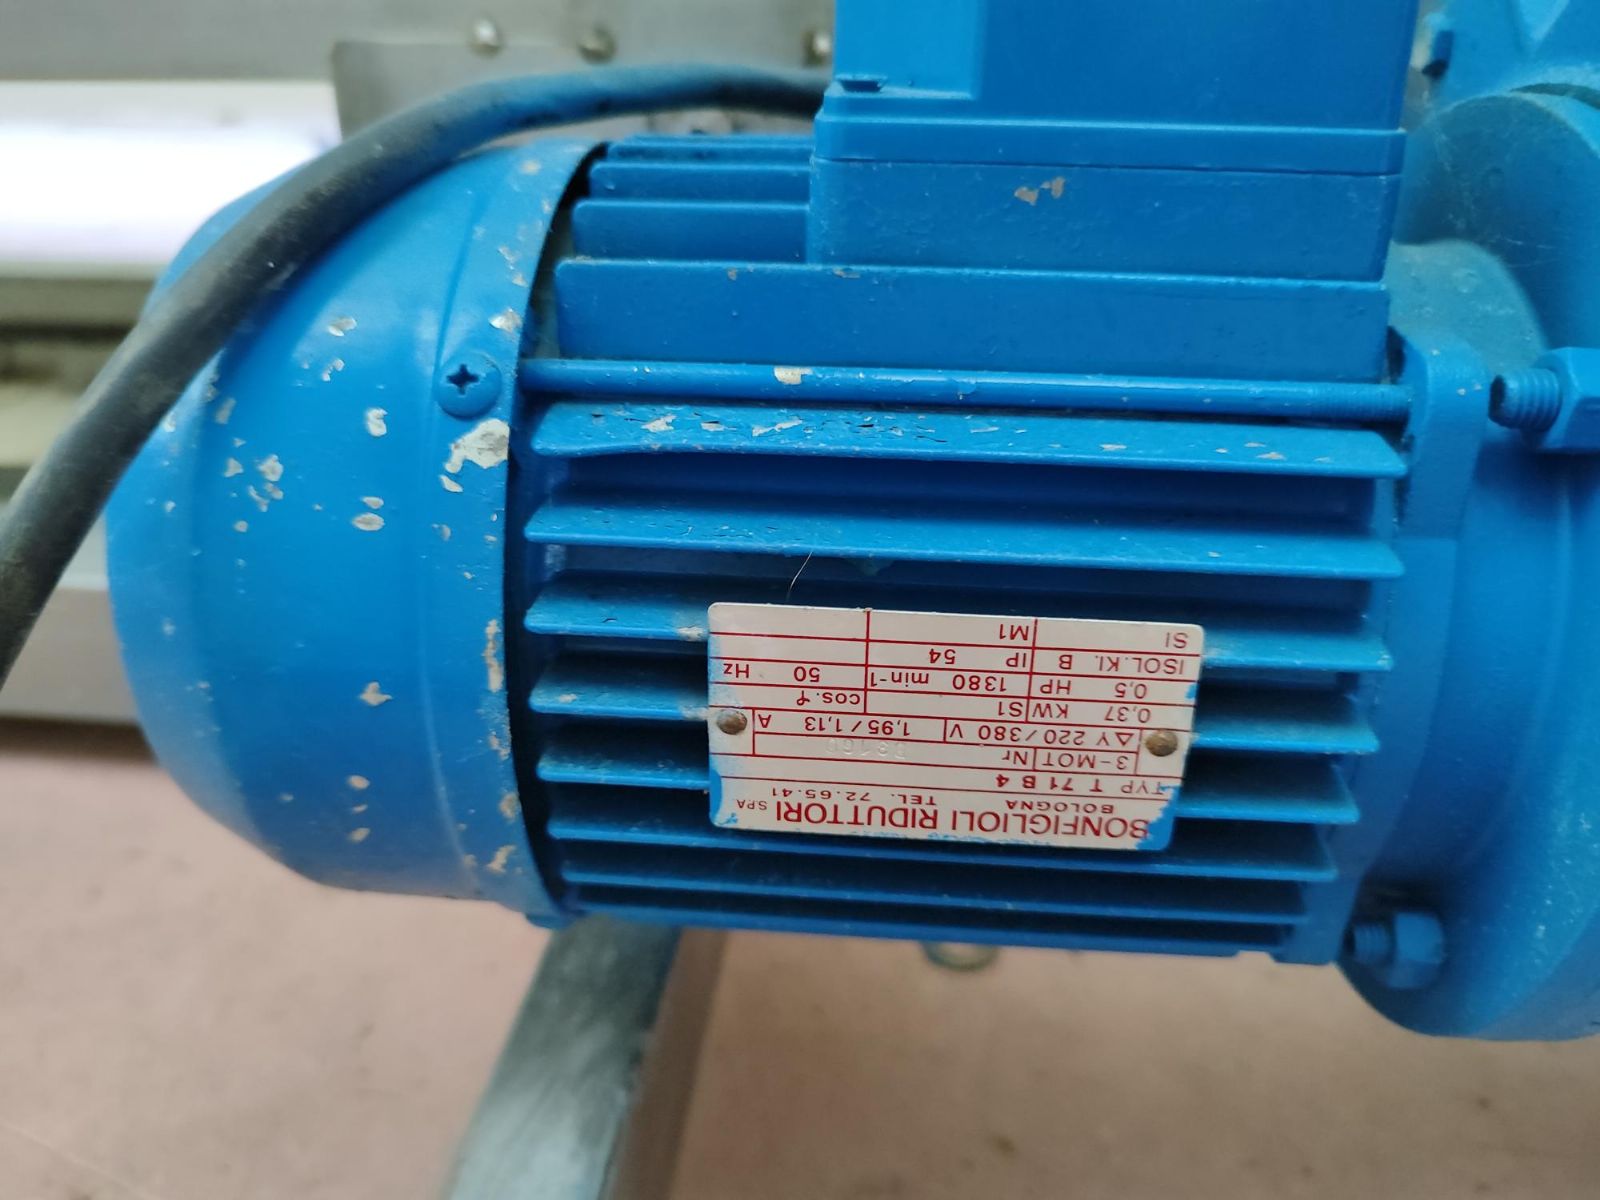 BONFIGLIOLI RIDUTTORI SPA
BOLOGNA TEL. 72.65.41
TYP T 71 B 4
3-MOT Nr
ΔY 220/380 V 1,95/1,13 A
0,37 KW S1 cos.φ
0,5 HP 1380 min-1 50 Hz
ISOL.Kl. B IP 54
SI M1